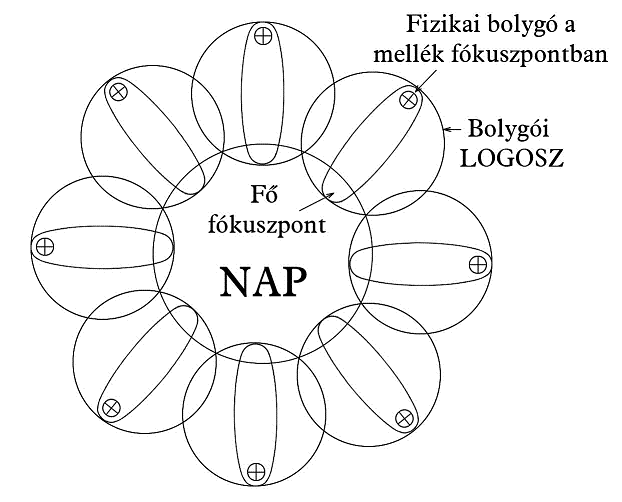 Fizikai bolygó a
mellék fókuszpontban
Bolygói
LOGOSZ
Fő
fókuszpont
NAP